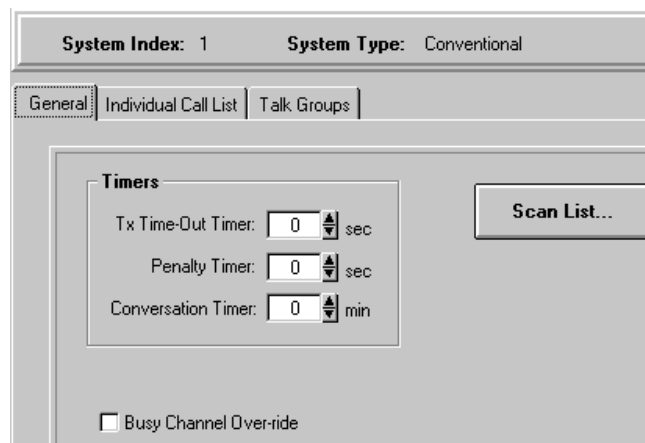 System Index: 1 System Type: Conventional
General Individual Call List Talk Groups
Timers
Tx Time-Out Timer: 0 sec
Penalty Timer: 0 sec
Conversation Timer: 0 min
Scan List...
Busy Channel Over-ride